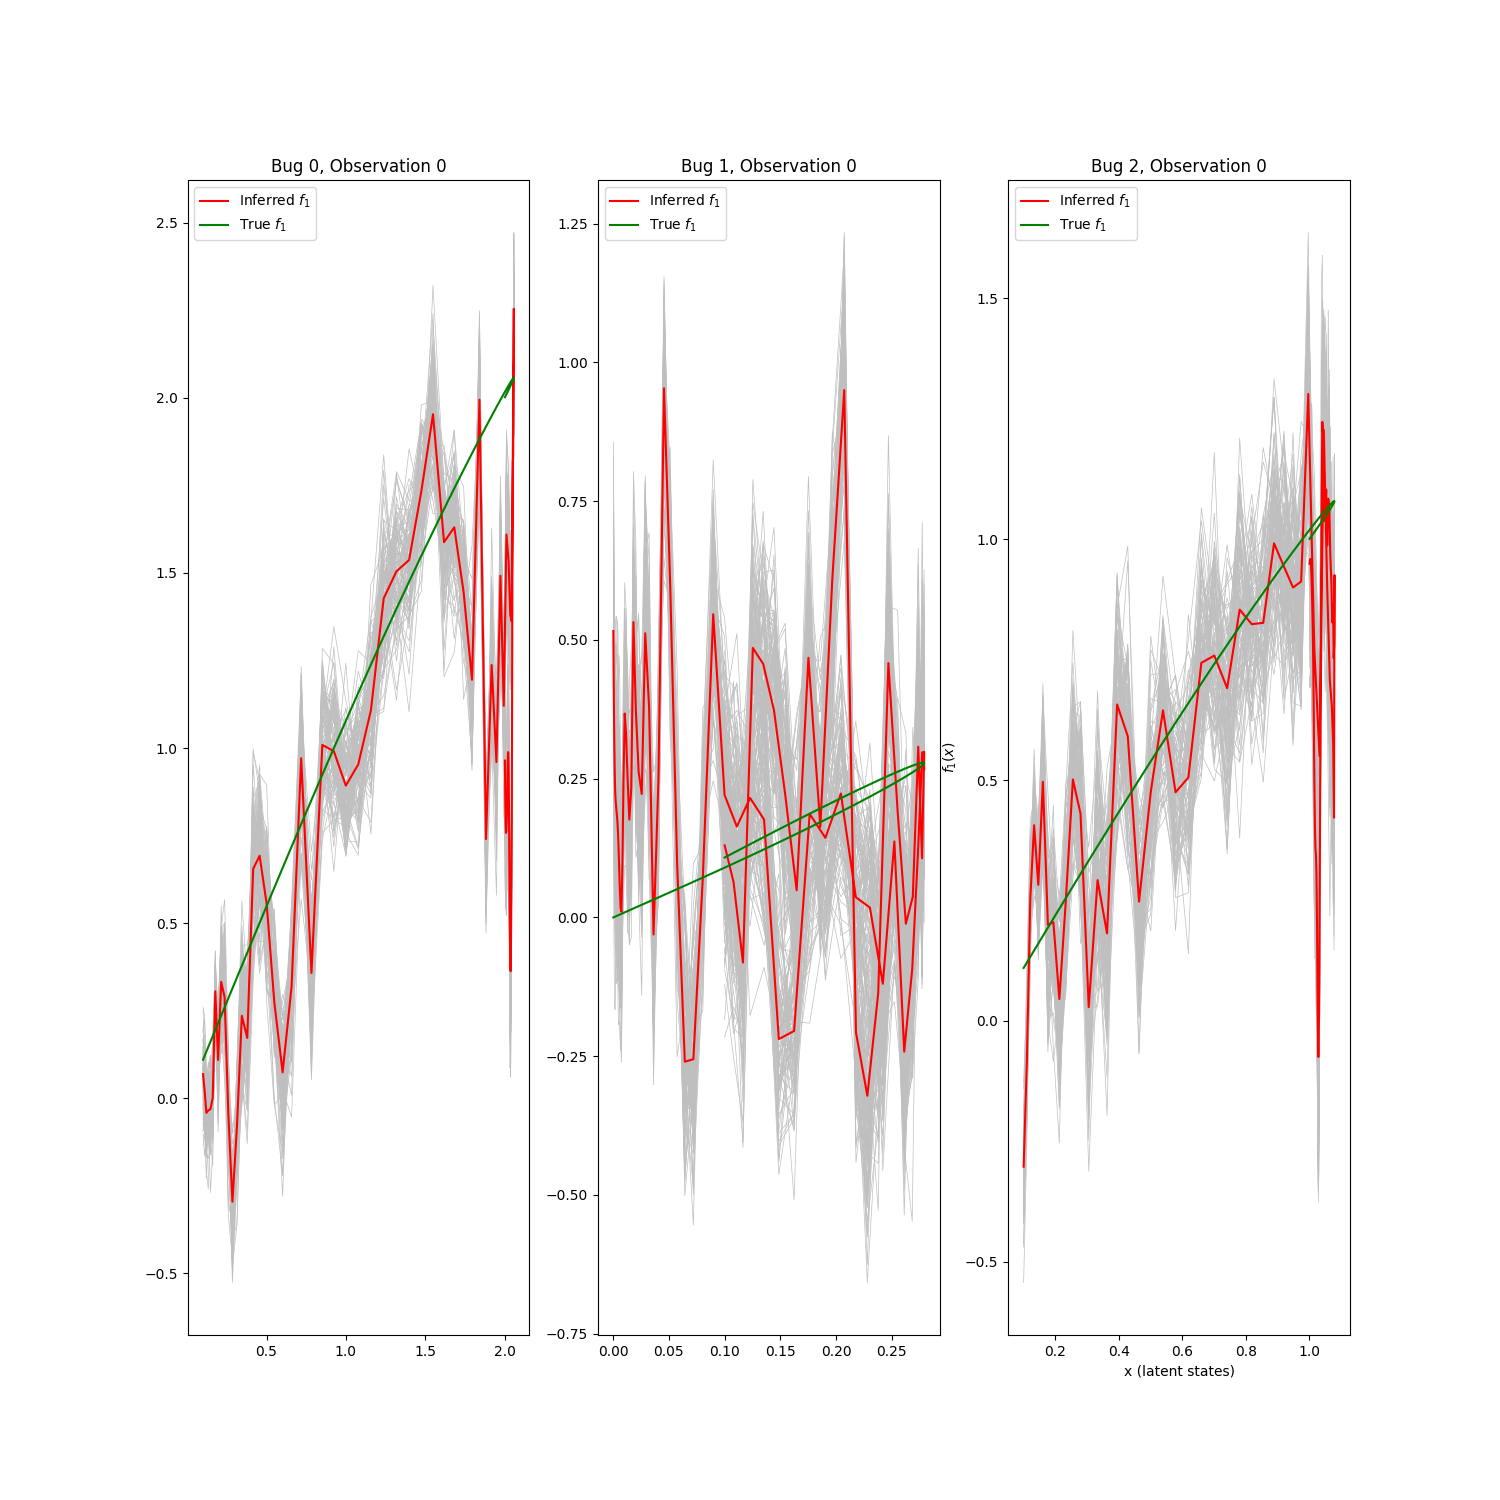 Bug 0, Observation 0
Inferred f₁
True f₁
2.5
2.0
1.5
1.0
0.5
0.0
−0.5
0.5 1.0 1.5 2.0
Bug 1, Observation 0
Inferred f₁
True f₁
1.25
1.00
0.75
0.50
0.25
0.00
−0.25
−0.50
−0.75
0.00 0.05 0.10 0.15 0.20 0.25
Bug 2, Observation 0
Inferred f₁
True f₁
f₁(x)
1.5
1.0
0.5
0.0
−0.5
0.2 0.4 0.6 0.8 1.0
x (latent states)